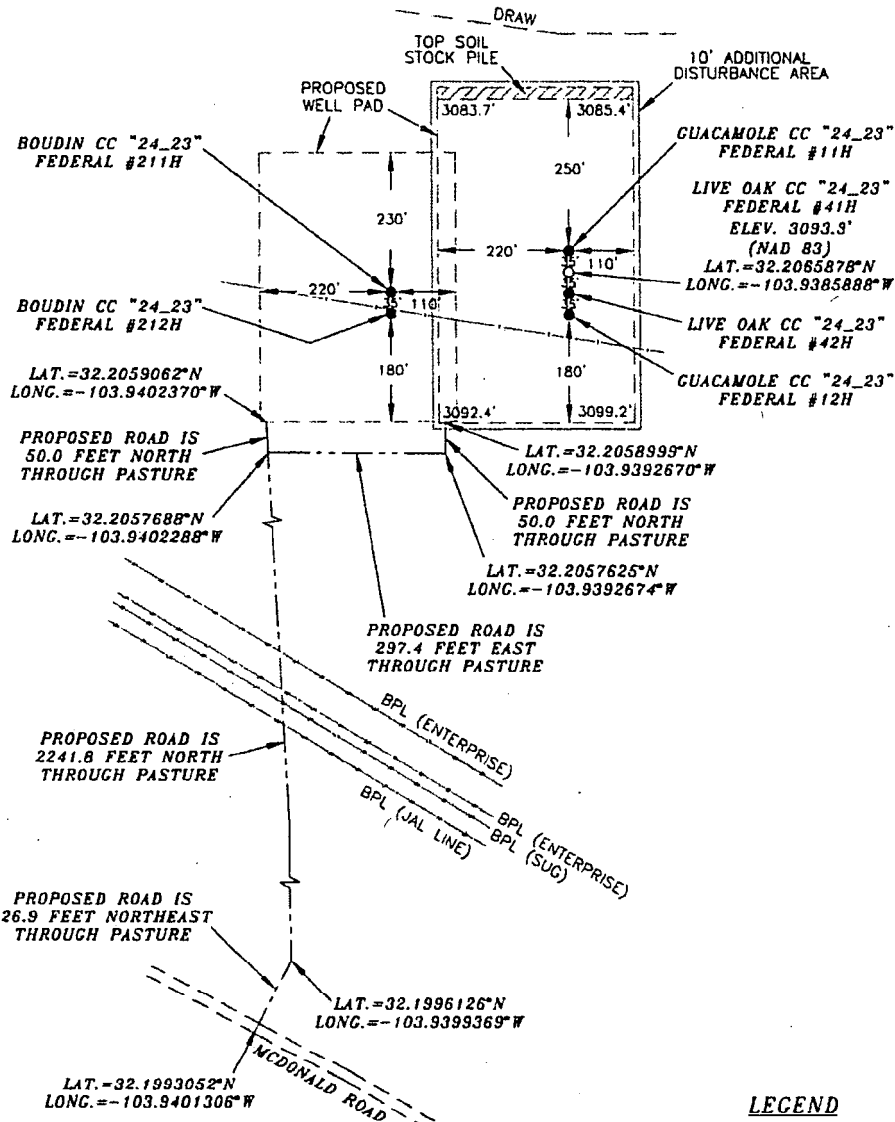 DRAW
TOP SOIL
STOCK PILE
10' ADDITIONAL
DISTURBANCE AREA
PROPOSED
WELL PAD
3083.7'
3085.4'
BOUDIN CC "24_23"
FEDERAL #211H
GUACAMOLE CC "24_23"
FEDERAL #11H
250'
230'
LIVE OAK CC "24_23"
FEDERAL #41H
ELEV. 3093.3'
(NAD 83)
LAT.=32.2065878°N
LONG.=-103.9385888°W
220'
110'
35'
35'
220'
110'
35'
35'
BOUDIN CC "24_23"
FEDERAL #212H
LIVE OAK CC "24_23"
FEDERAL #42H
180'
180'
GUACAMOLE CC "24_23"
FEDERAL #12H
LAT.=32.2059062°N
LONG.=-103.9402370°W
3092.4'
3099.2'
PROPOSED ROAD IS
50.0 FEET NORTH
THROUGH PASTURE
LAT.=32.2058999°N
LONG.=-103.9392670°W
LAT.=32.2057688°N
LONG.=-103.9402288°W
PROPOSED ROAD IS
50.0 FEET NORTH
THROUGH PASTURE
LAT.=32.2057625°N
LONG.=-103.9392674°W
PROPOSED ROAD IS
297.4 FEET EAST
THROUGH PASTURE
BPL (ENTERPRISE)
PROPOSED ROAD IS
2241.8 FEET NORTH
THROUGH PASTURE
BPL (JAL LINE)
BPL (ENTERPRISE)
BPL (SUG)
PROPOSED ROAD IS
26.9 FEET NORTHEAST
THROUGH PASTURE
LAT.=32.1996126°N
LONG.=-103.9399369°W
MCDONALD ROAD
LAT.=32.1993052°N
LONG.=-103.9401306°W
LEGEND